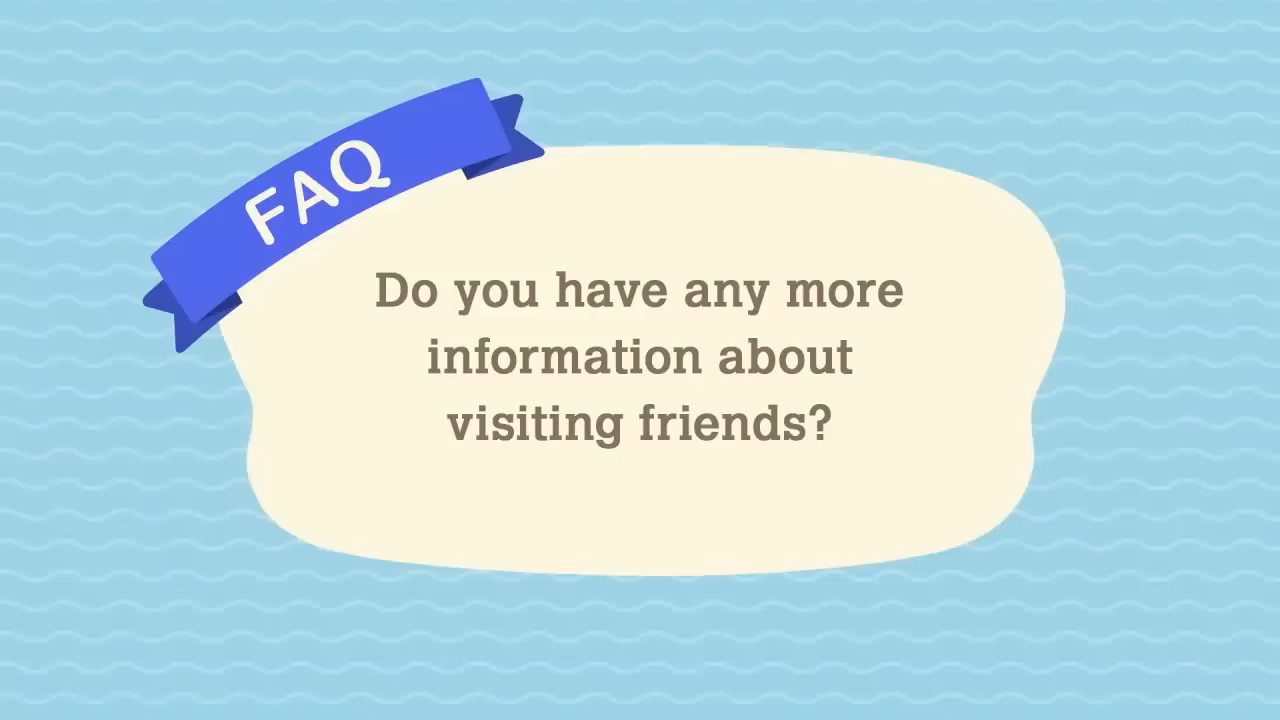 FAQ
Do you have any more
information about
visiting friends?